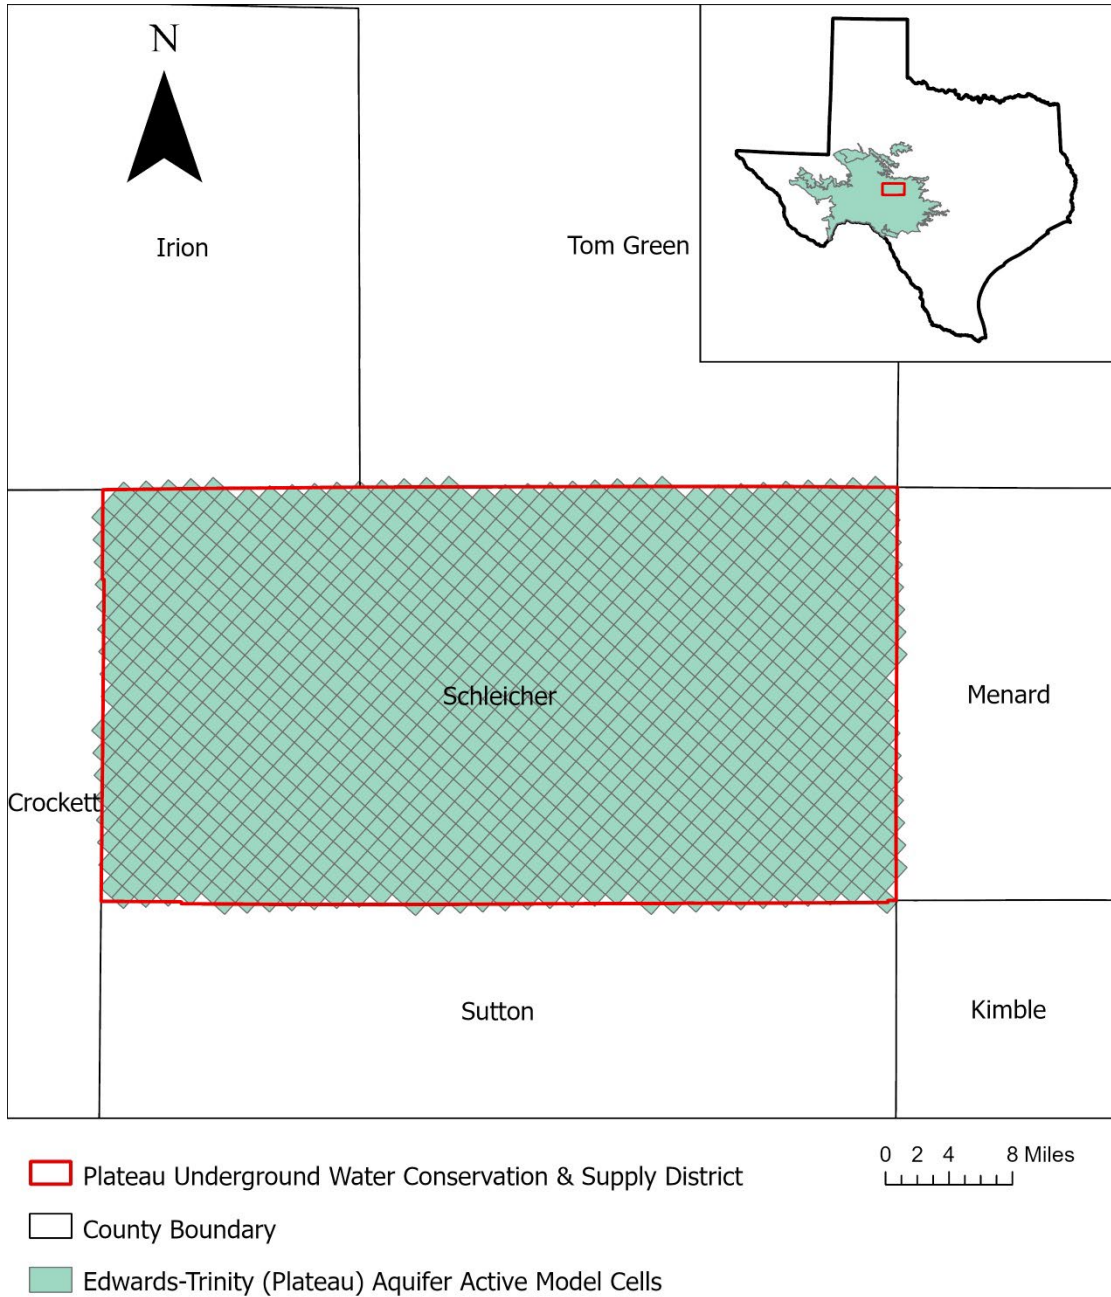 N
Irion
Tom Green
Schleicher
Menard
Crockett
Sutton
Kimble
0 2 4 8 Miles
Plateau Underground Water Conservation & Supply District
County Boundary
Edwards-Trinity (Plateau) Aquifer Active Model Cells